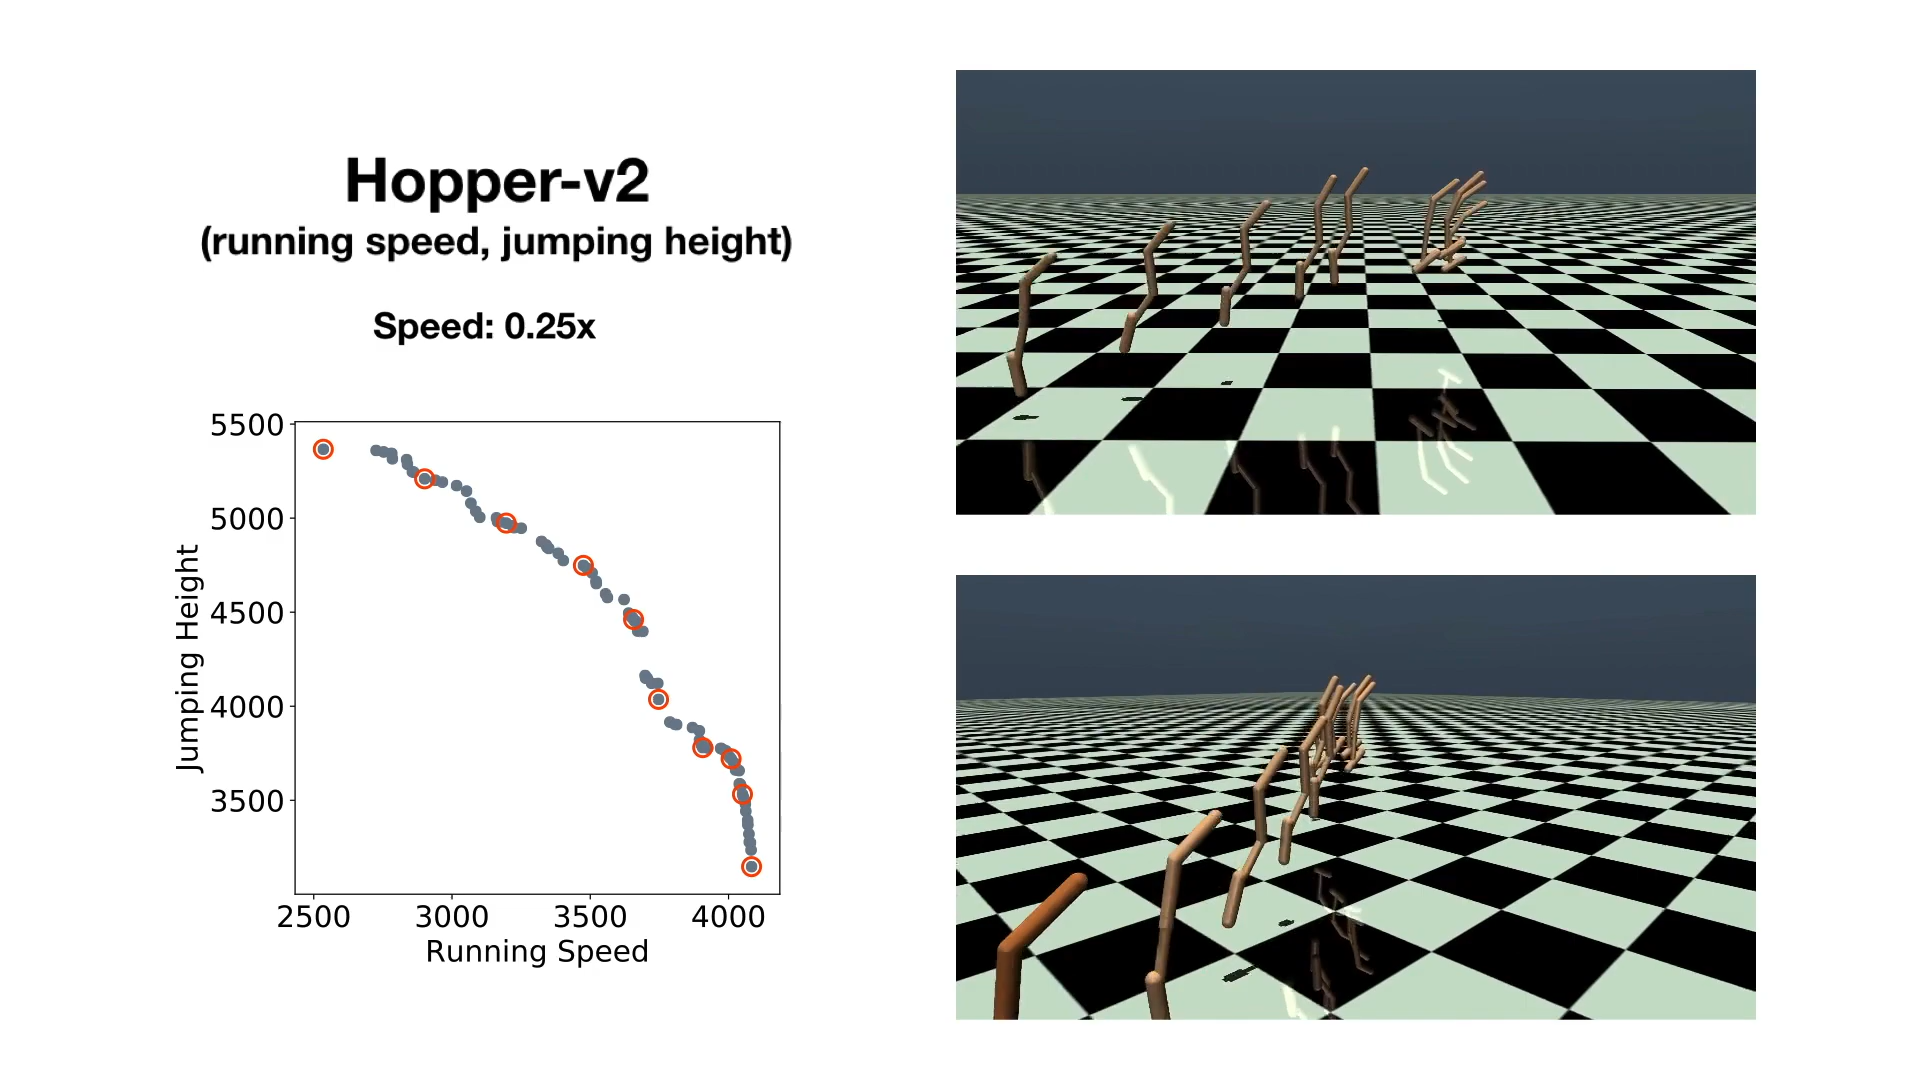 Hopper-v2
(running speed, jumping height)
Speed: 0.25x
5500
5000
4500
4000
3500
Jumping Height
2500 3000 3500 4000
Running Speed